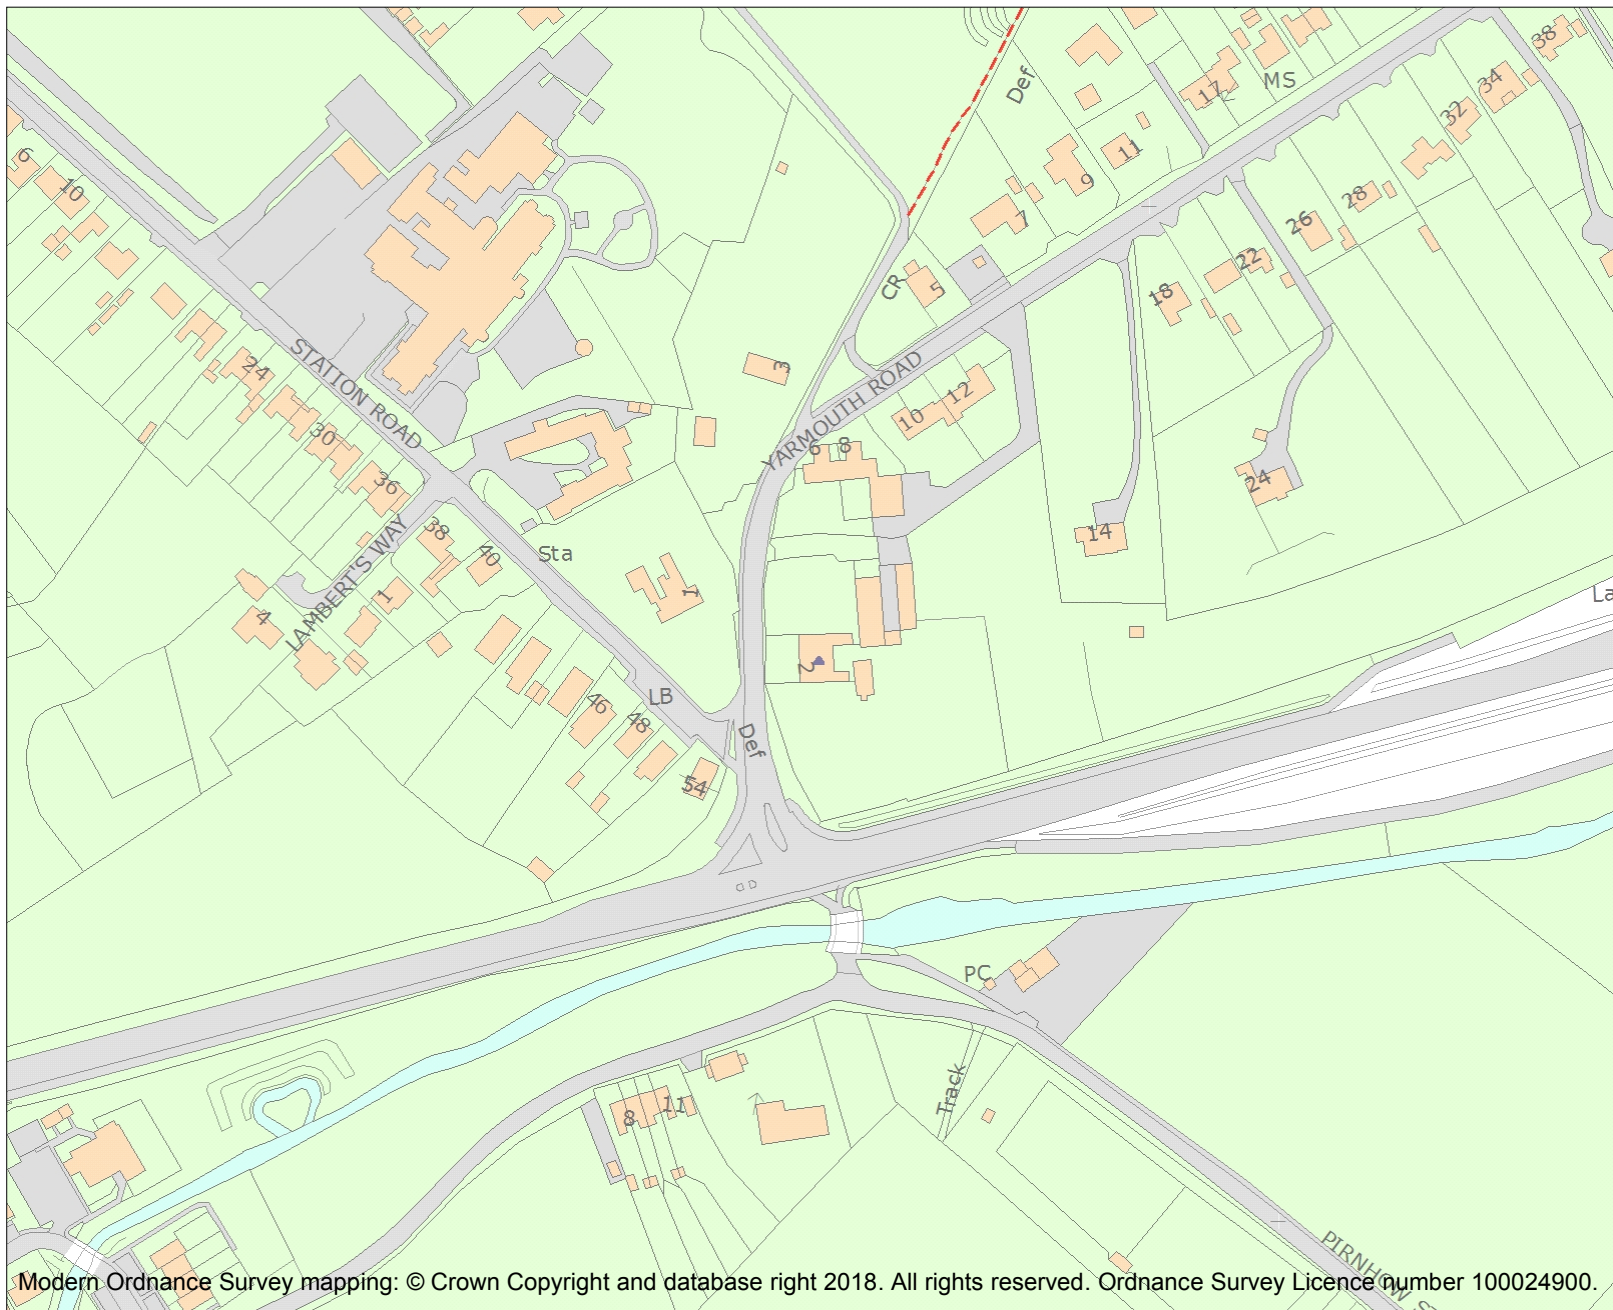 38
34
32
MS
17
Def
11
9
6
10
28
26
7
22
CR
5
18
STATION ROAD
24
3
YARMOUTH ROAD
12
10
30
6
8
36
24
38
40
Sta
14
LAMBERT'S WAY
1
1
4
La
2
46
LB
48
Def
54
PC
Track
8
11
PIRNHOW S
Modern Ordnance Survey mapping: © Crown Copyright and database right 2018. All rights reserved. Ordnance Survey Licence number 100024900.